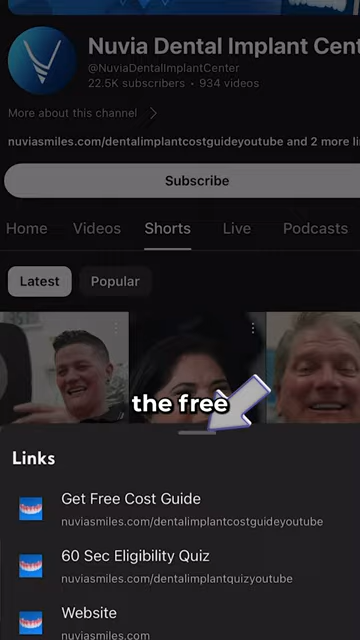 Nuvia Dental Implant Cent
@NuviaDentalImplantCenter
22.5K subscribers • 934 videos
More about this channel
nuviasmiles.com/dentalimplantcostguideyoutube and 2 more li
Subscribe
Home Videos Shorts Live Podcasts
Latest Popular
the free
Links
Get Free Cost Guide
nuviasmiles.com/dentalimplantcostguideyoutube
60 Sec Eligibility Quiz
nuviasmiles.com/dentalimplantquizyoutube
Website
nuviasmiles.com